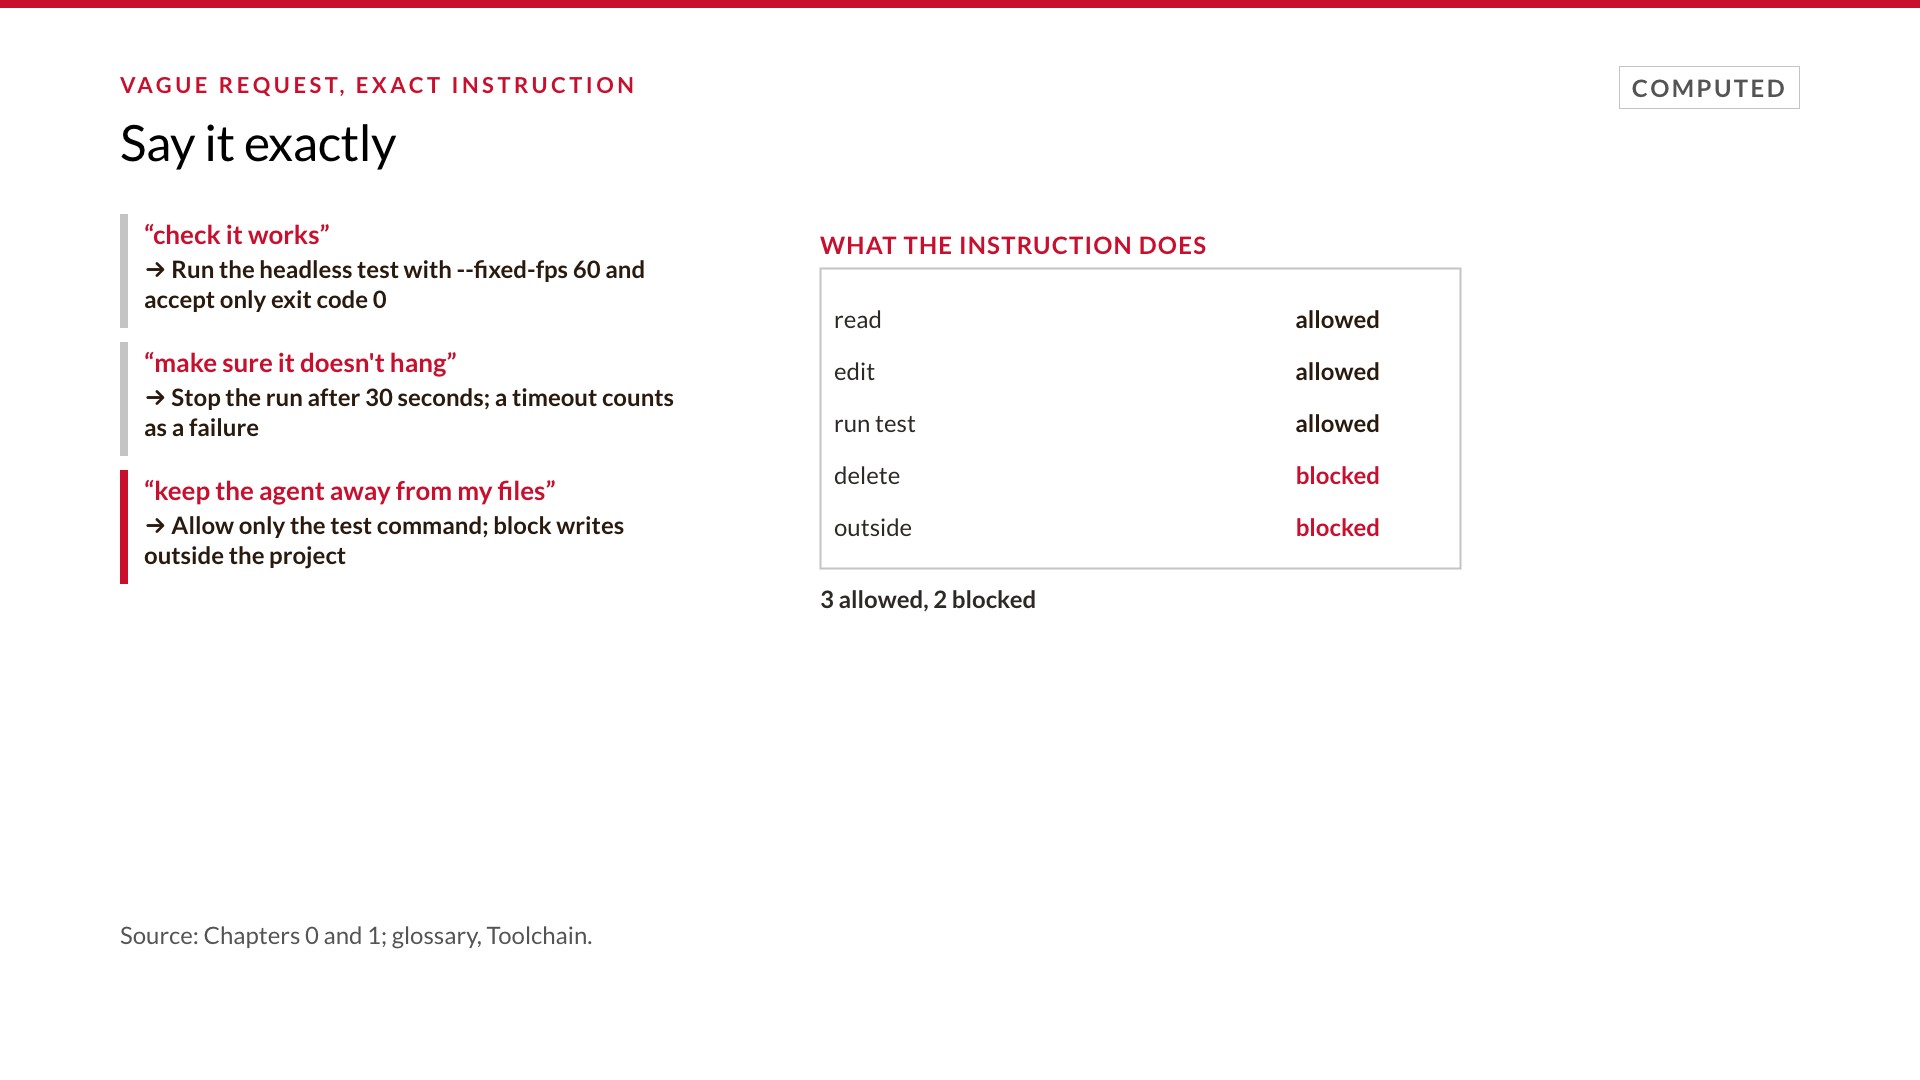 VAGUE REQUEST, EXACT INSTRUCTION
COMPUTED
Say it exactly
“check it works”
→ Run the headless test with --fixed-fps 60 and
accept only exit code 0
“make sure it doesn't hang”
→ Stop the run after 30 seconds; a timeout counts
as a failure
“keep the agent away from my files”
→ Allow only the test command; block writes
outside the project
WHAT THE INSTRUCTION DOES
read allowed
edit allowed
run test allowed
delete blocked
outside blocked
3 allowed, 2 blocked
Source: Chapters 0 and 1; glossary, Toolchain.